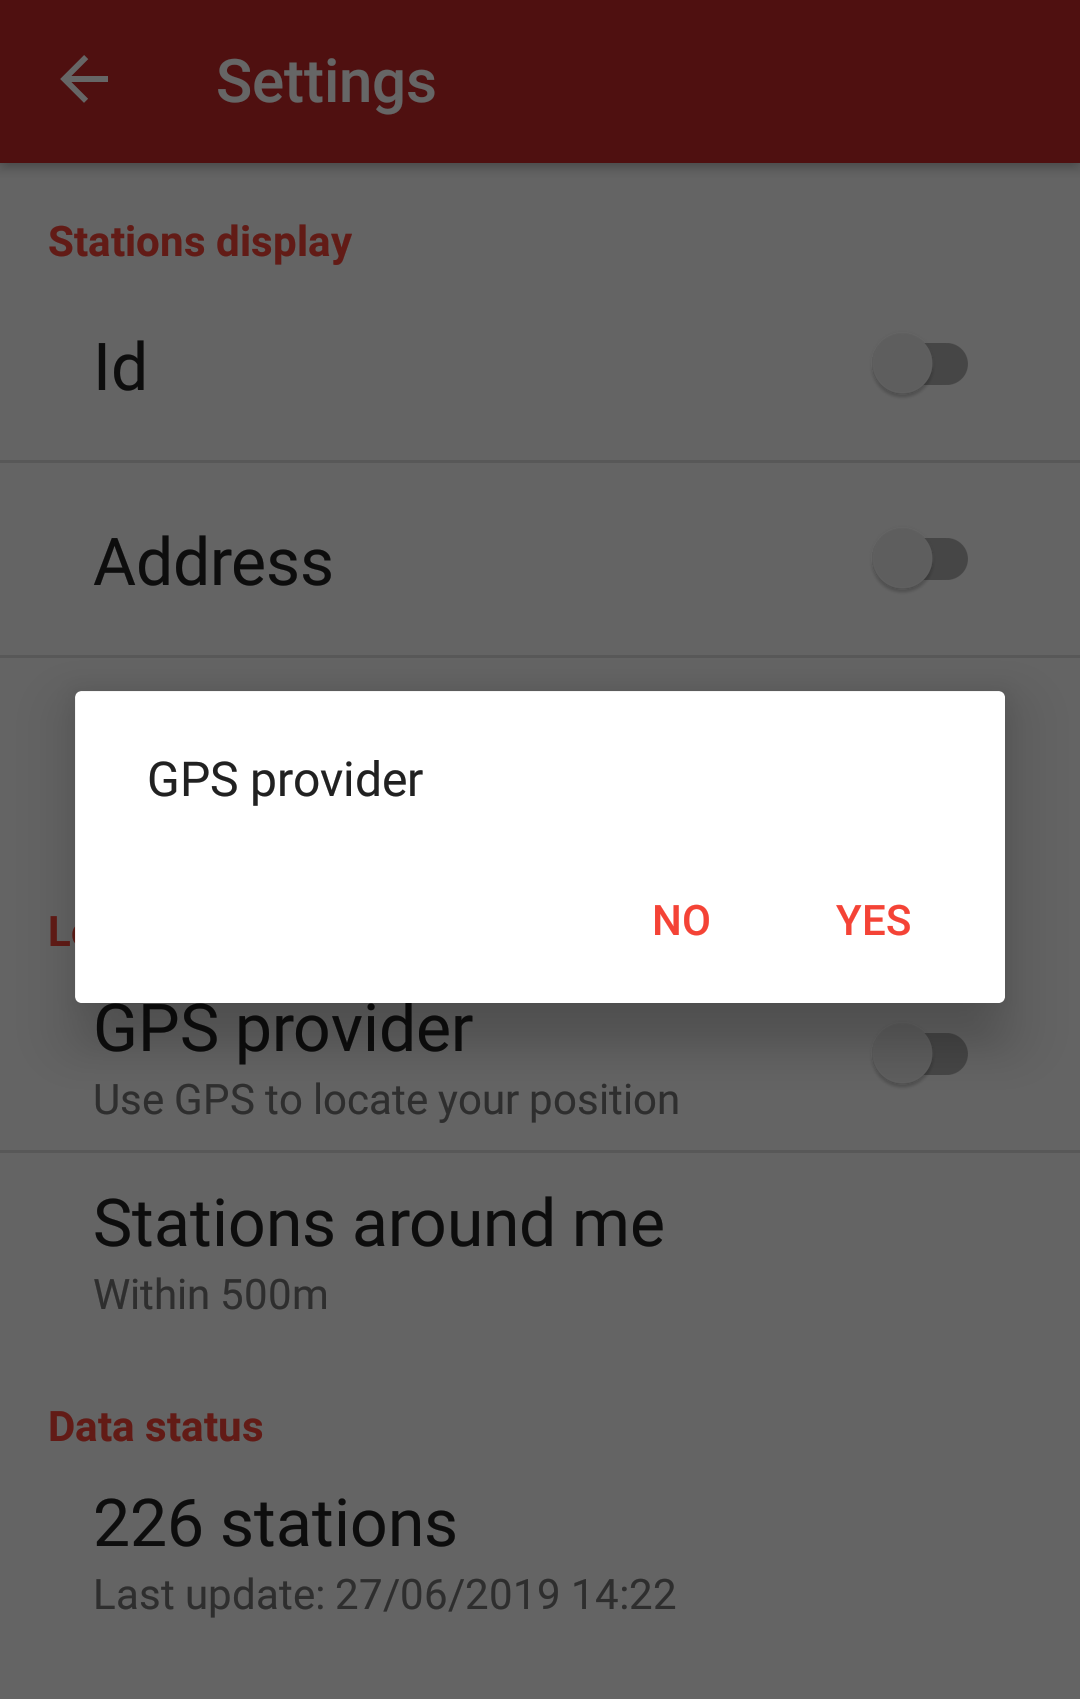 Settings
Stations display
Id
Address
GPS provider
NO YES
GPS provider
Use GPS to locate your position
Stations around me
Within 500m
Data status
226 stations
Last update: 27/06/2019 14:22